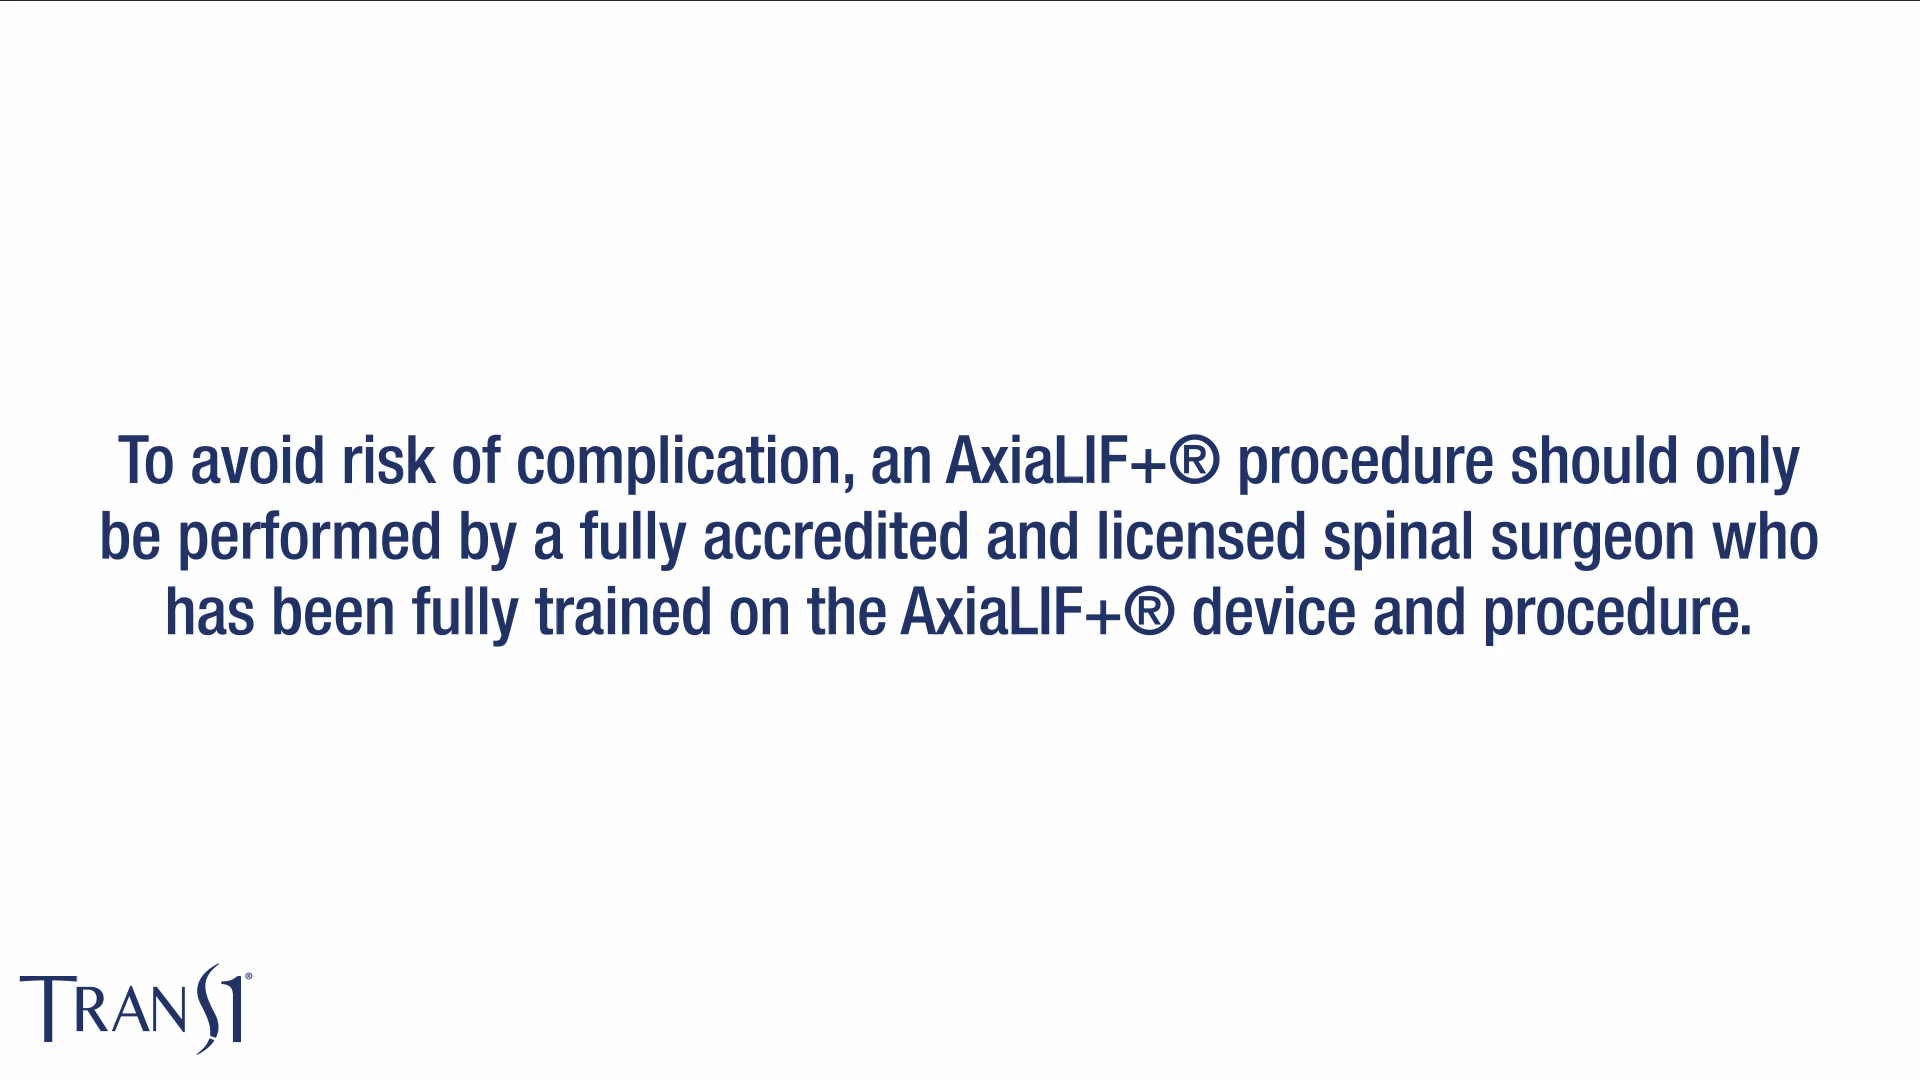 To avoid risk of complication, an AxiaLIF+® procedure should only
be performed by a fully accredited and licensed spinal surgeon who
has been fully trained on the AxiaLIF+® device and procedure.
TRANS1®